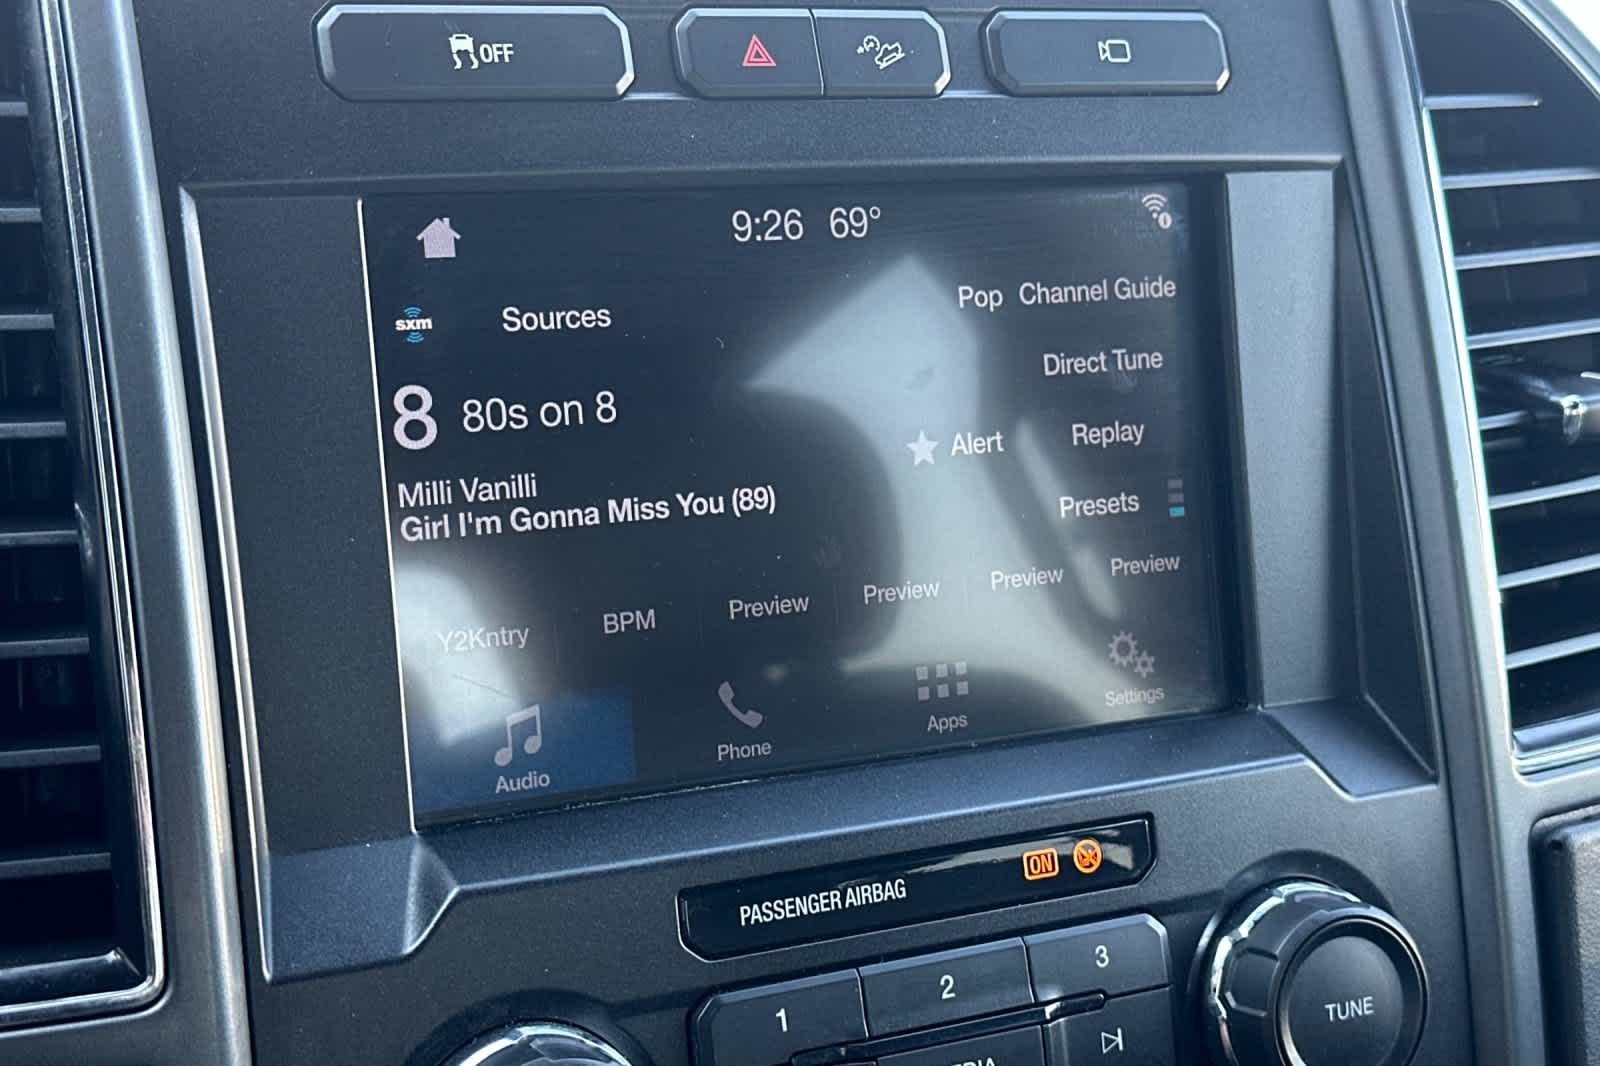 OFF
9:26 69°
sxm
Sources
Pop
Channel Guide
8 80s on 8
Direct Tune
Alert
Replay
Milli Vanilli
Girl I'm Gonna Miss You (89)
Presets
Y2Kntry
BPM
Preview
Preview
Preview
Preview
Audio
Phone
Apps
Settings
PASSENGER AIRBAG
ON
1
2
3
TUNE